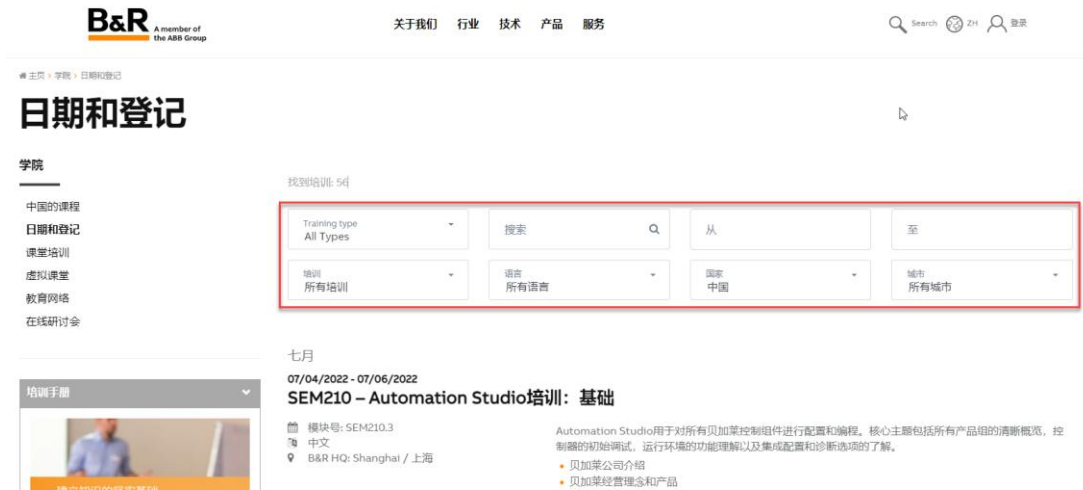 B&R A member of
the ABB Group
关于我们 行业 技术 产品 服务
Search ZH 登录
主页 › 学院 › 日期和登记
日期和登记
学院
中国的课程
日期和登记
课堂培训
虚拟课堂
教育网络
在线研讨会
找到培训: 56
Training type
All Types
搜索
从
至
培训
所有培训
语言
所有语言
国家
中国
城市
所有城市
七月
07/04/2022 - 07/06/2022
SEM210 – Automation Studio培训：基础
模块号: SEM210.3
中文
B&R HQ: Shanghai / 上海
Automation Studio用于对所有贝加莱控制组件进行配置和编程。核心主题包括所有产品组的清晰概览，控
制器的初始调试，运行环境的功能理解以及集成配置和诊断选项的了解。
贝加莱公司介绍
贝加莱经营理念和产品
培训手册